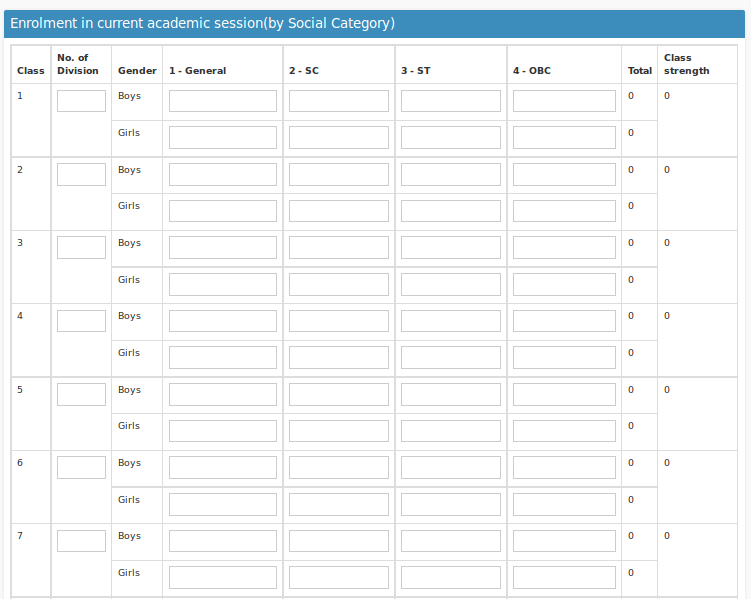 Enrolment in current academic session(by Social Category)
Class No. of Division Gender 1 - General 2 - SC 3 - ST 4 - OBC Total Class strength
1 Boys 0 0
Girls 0
2 Boys 0 0
Girls 0
3 Boys 0 0
Girls 0
4 Boys 0 0
Girls 0
5 Boys 0 0
Girls 0
6 Boys 0 0
Girls 0
7 Boys 0 0
Girls 0